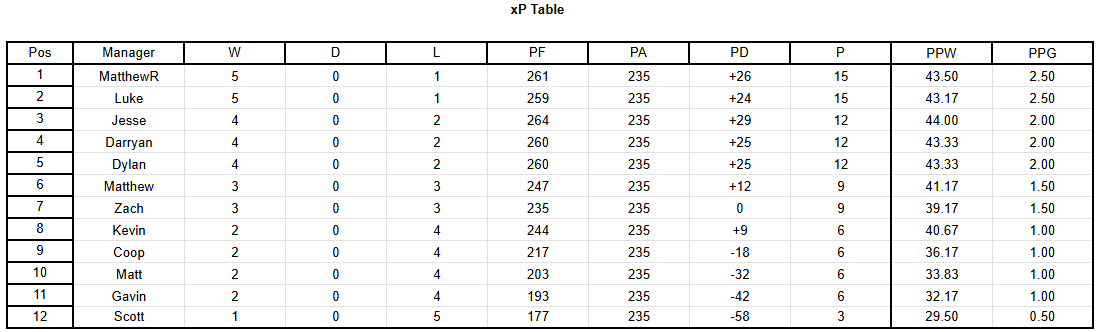 xP Table
Pos Manager W D L PF PA PD P PPW PPG
1 MatthewR 5 0 1 261 235 +26 15 43.50 2.50
2 Luke 5 0 1 259 235 +24 15 43.17 2.50
3 Jesse 4 0 2 264 235 +29 12 44.00 2.00
4 Darryan 4 0 2 260 235 +25 12 43.33 2.00
5 Dylan 4 0 2 260 235 +25 12 43.33 2.00
6 Matthew 3 0 3 247 235 +12 9 41.17 1.50
7 Zach 3 0 3 235 235 0 9 39.17 1.50
8 Kevin 2 0 4 244 235 +9 6 40.67 1.00
9 Coop 2 0 4 217 235 -18 6 36.17 1.00
10 Matt 2 0 4 203 235 -32 6 33.83 1.00
11 Gavin 2 0 4 193 235 -42 6 32.17 1.00
12 Scott 1 0 5 177 235 -58 3 29.50 0.50